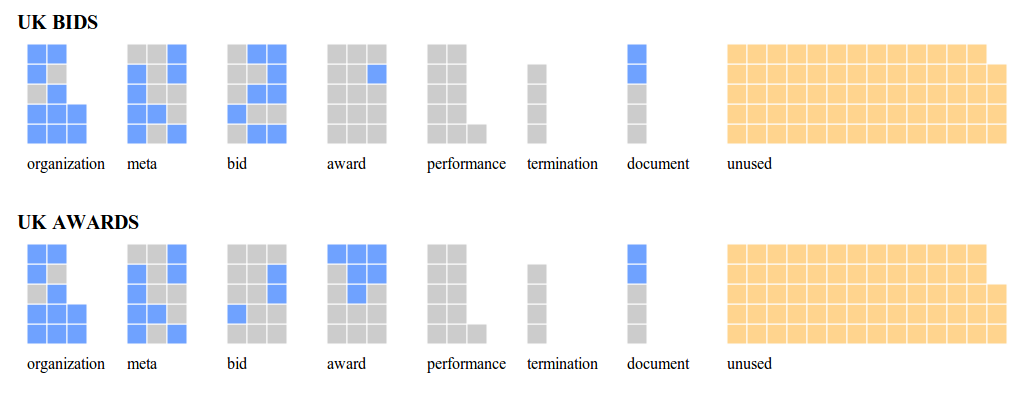 UK BIDS
organization meta bid award performance termination document unused
UK AWARDS
organization meta bid award performance termination document unused